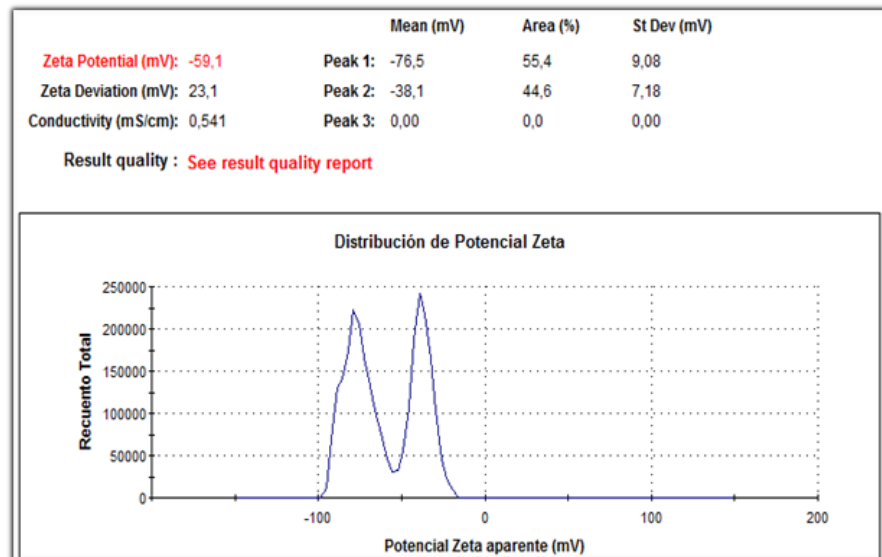 Mean (mV) Area (%) St Dev (mV)
Zeta Potential (mV): -59,1 Peak 1: -76,5 55,4 9,08
Zeta Deviation (mV): 23,1 Peak 2: -38,1 44,6 7,18
Conductivity (mS/cm): 0,541 Peak 3: 0,00 0,0 0,00
Result quality : See result quality report
Distribución de Potencial Zeta
250000
200000
150000
100000
50000
0
Recuento Total
-100 0 100 200
Potencial Zeta aparente (mV)